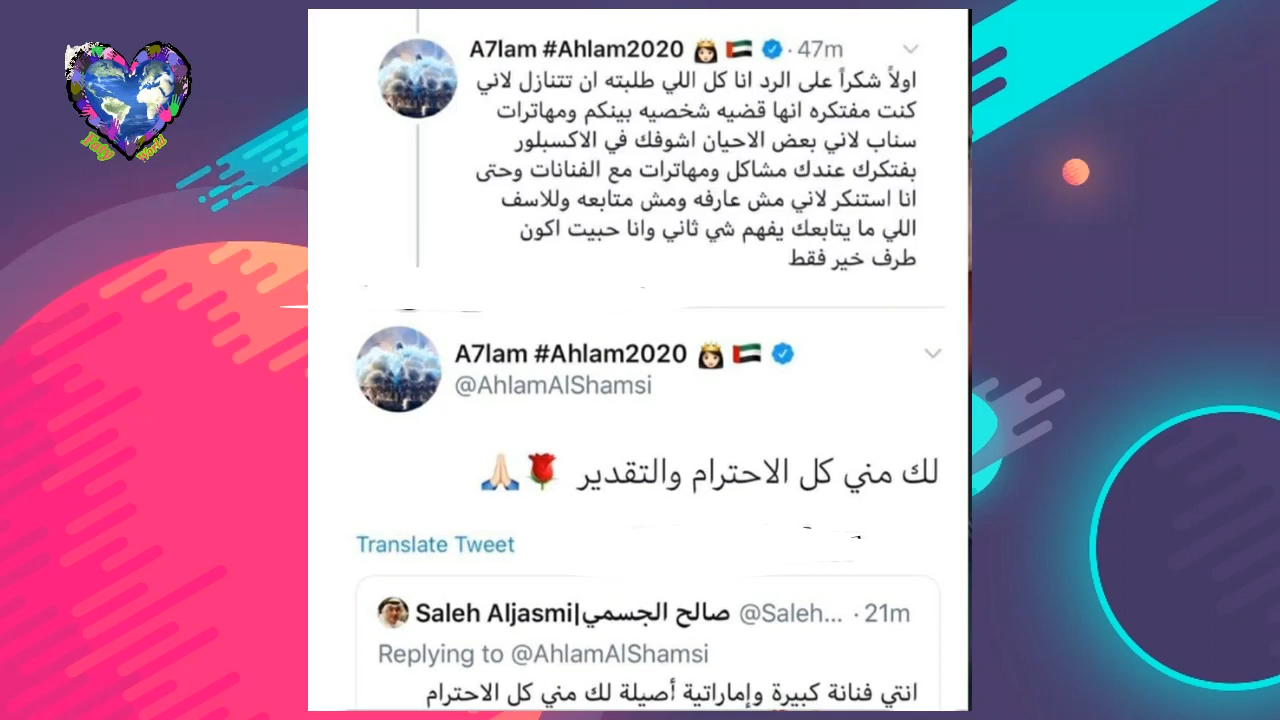 A7lam #Ahlam2020 👸🏻 🇦🇪 · 47m
اولاً شكراً على الرد انا كل اللي طلبته ان تتنازل لاني
كنت مفتكره انها قضيه شخصيه بينكم ومهاترات
سناب لاني بعض الاحيان اشوفك في الاكسبلور
بفتكرك عندك مشاكل ومهاترات مع الفنانات وحتى
انا استنكر لاني مش عارفه ومش متابعه وللاسف
اللي ما يتابعك يفهم شي ثاني وانا حبيت اكون
طرف خير فقط
A7lam #Ahlam2020 👸🏻 🇦🇪
@AhlamAlShamsi
لك مني كل الاحترام والتقدير 🌹🙏🏻
Translate Tweet
Saleh Aljasmi|صالح الجسمي @Saleh... · 21m
Replying to @AhlamAlShamsi
انتي فنانة كبيرة وإماراتية أصيلة لك مني كل الاحترام
World